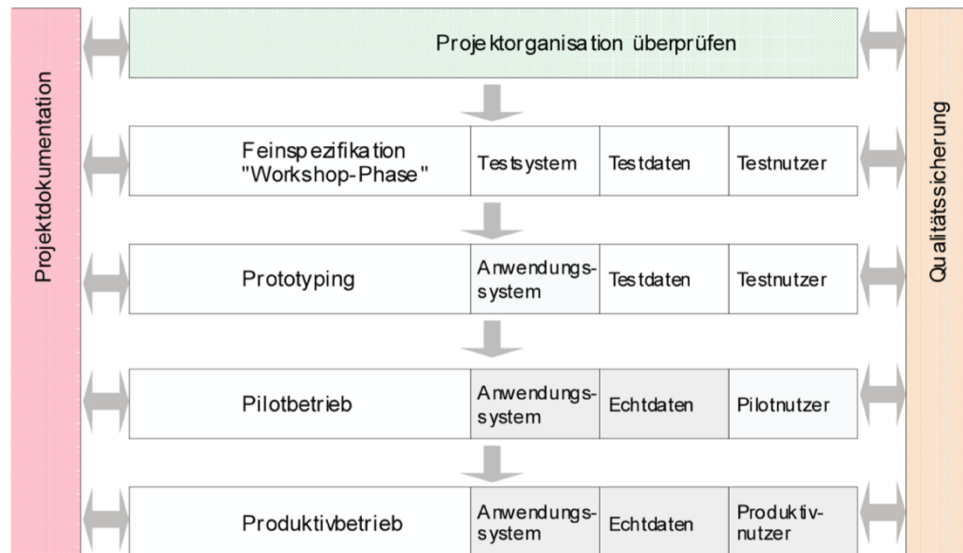 Projektdokumentation
Projektorganisation überprüfen
Feinspezifikation
"Workshop-Phase"
Testsystem
Testdaten
Testnutzer
Prototyping
Anwendungs-
system
Testdaten
Testnutzer
Pilotbetrieb
Anwendungs-
system
Echtdaten
Pilotnutzer
Produktivbetrieb
Anwendungs-
system
Echtdaten
Produktiv-
nutzer
Qualitätssicherung